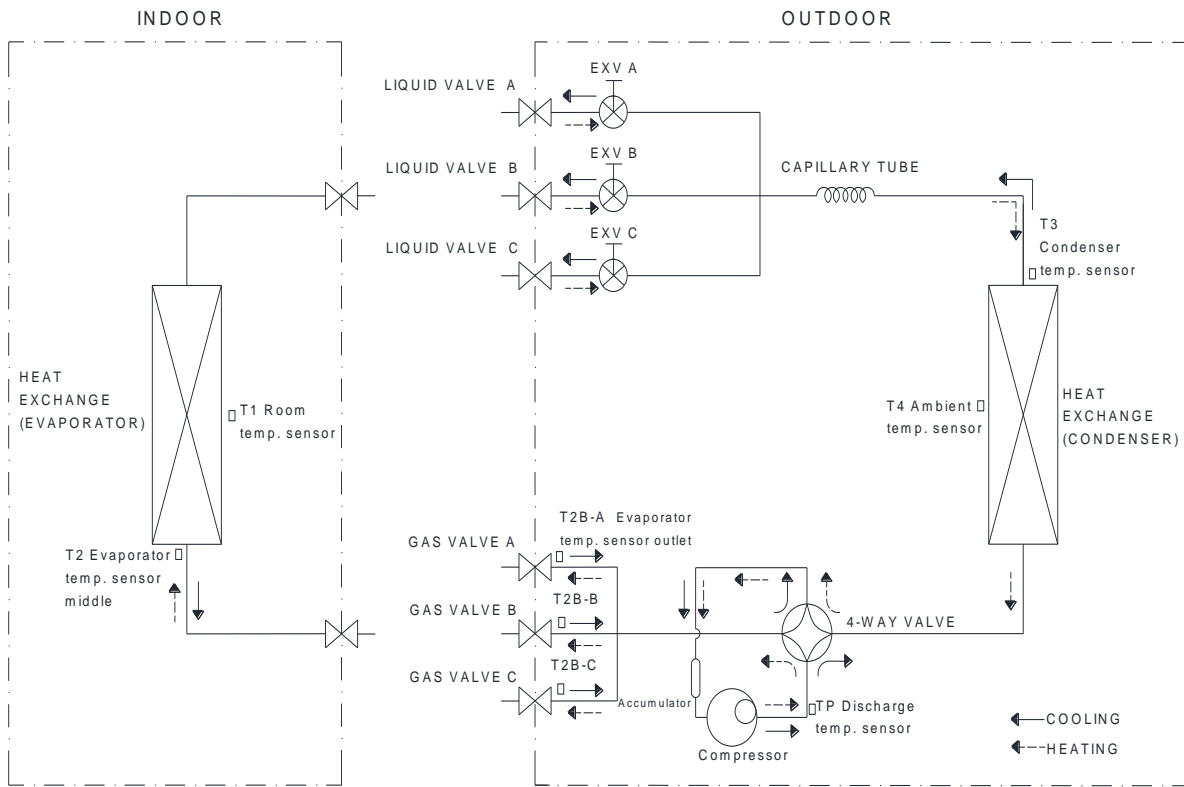 INDOOR
OUTDOOR
LIQUID VALVE A
EXV A
LIQUID VALVE B
EXV B
CAPILLARY TUBE
LIQUID VALVE C
EXV C
T3
Condenser
temp. sensor
HEAT
EXCHANGE
(EVAPORATOR)
T1 Room
temp. sensor
T4 Ambient
temp. sensor
HEAT
EXCHANGE
(CONDENSER)
T2 Evaporator
temp. sensor
middle
T2B-A Evaporator
temp. sensor outlet
GAS VALVE A
T2B-B
GAS VALVE B
4-WAY VALVE
T2B-C
GAS VALVE C
Accumulator
Compressor
TP Discharge
temp. sensor
COOLING
HEATING